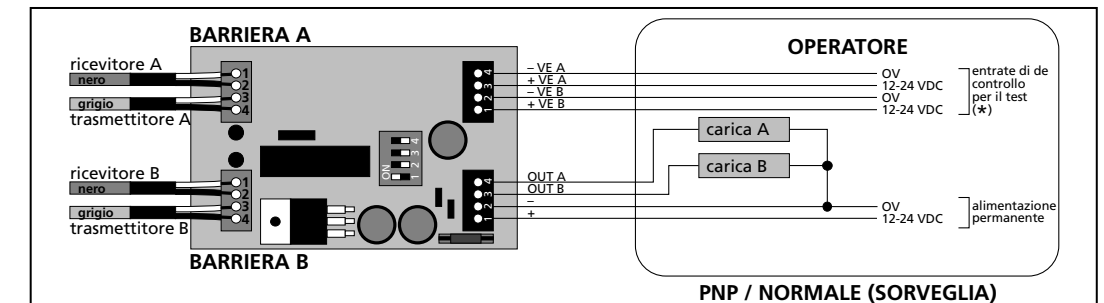 BARRIERA A
ricevitore A
nero
grigio
trasmettitore A
ricevitore B
nero
grigio
trasmettitore B
BARRIERA B
1
2
3
4
1
2
3
4
ON
1 2 3 4
1 2 3 4
1 2 3 4
– VE A
+ VE A
– VE B
+ VE B
OUT A
OUT B
–
+
OPERATORE
OV
12-24 VDC
OV
12-24 VDC
entrate di de
controllo
per il test
(*)
carica A
carica B
OV
12-24 VDC
alimentazione
permanente
PNP / NORMALE (SORVEGLIA)